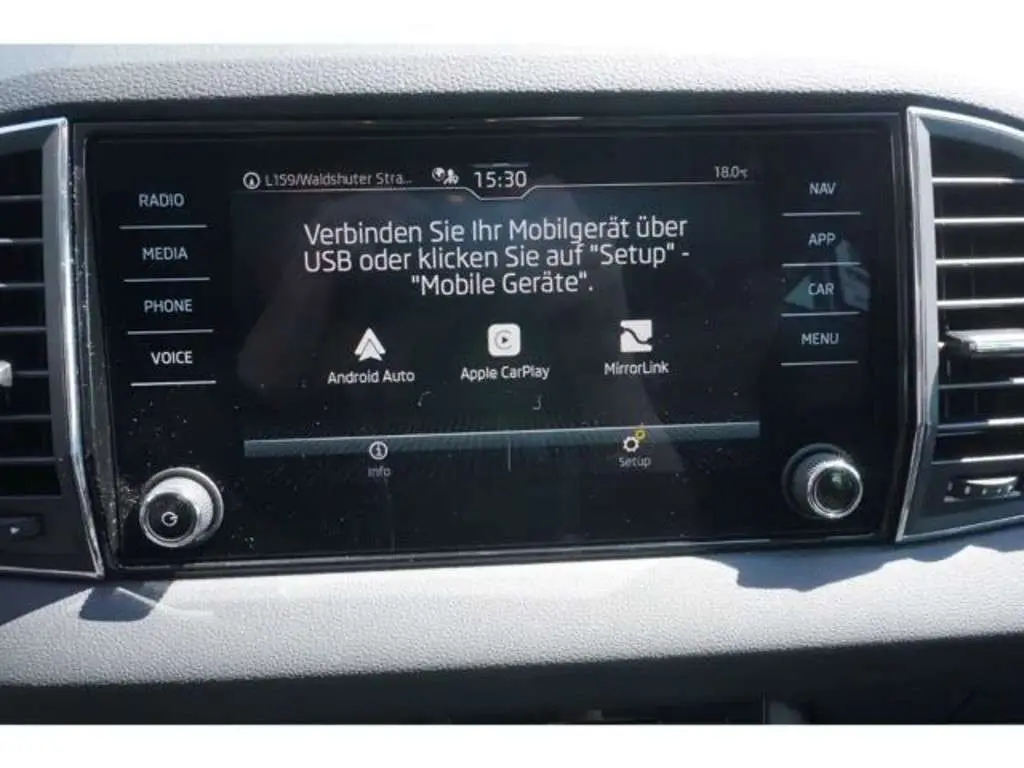 L159/Waldshuter Stra... 15:30 18.0°C
RADIO
MEDIA
PHONE
VOICE
Verbinden Sie Ihr Mobilgerät über
USB oder klicken Sie auf "Setup" -
"Mobile Geräte".
Android Auto
Apple CarPlay
MirrorLink
Info
Setup
NAV
APP
CAR
MENU